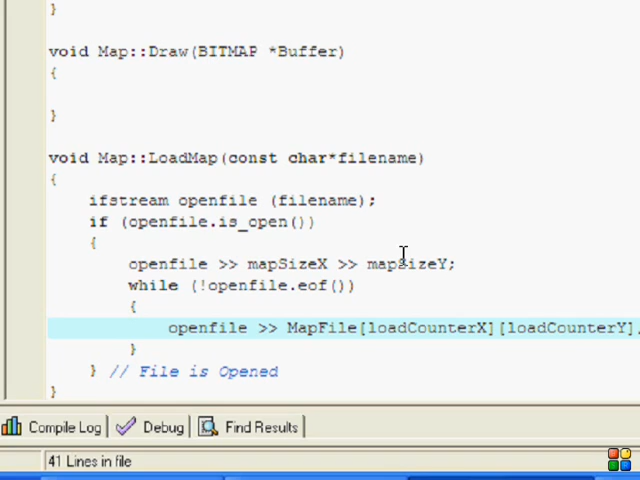 }
void Map::Draw(BITMAP *Buffer)
{
}
void Map::LoadMap(const char*filename)
{
ifstream openfile (filename);
if (openfile.is_open())
{
openfile >> mapSizeX >> mapSizeY;
while (!openfile.eof())
{
openfile >> MapFile[loadCounterX][loadCounterY]
}
} // File is Opened
}
Compile Log Debug Find Results
41 Lines in file